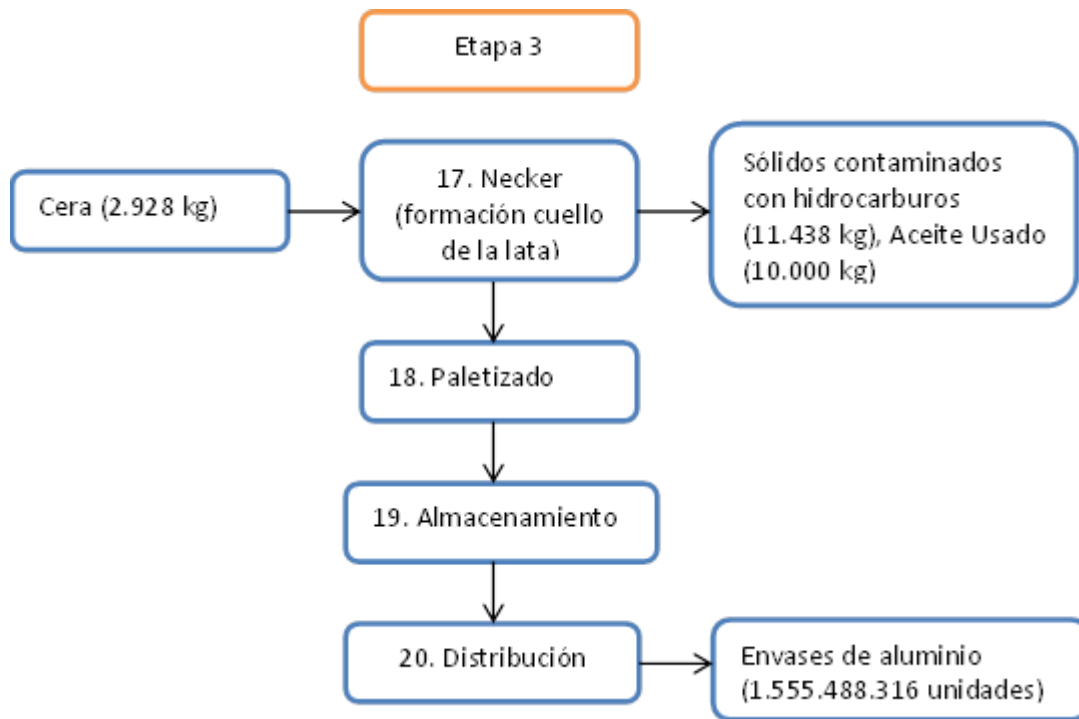 Etapa 3
Cera (2.928 kg)
17. Necker
(formación cuello
de la lata)
Sólidos contaminados
con hidrocarburos
(11.438 kg), Aceite Usado
(10.000 kg)
18. Paletizado
19. Almacenamiento
20. Distribución
Envases de aluminio
(1.555.488.316 unidades)